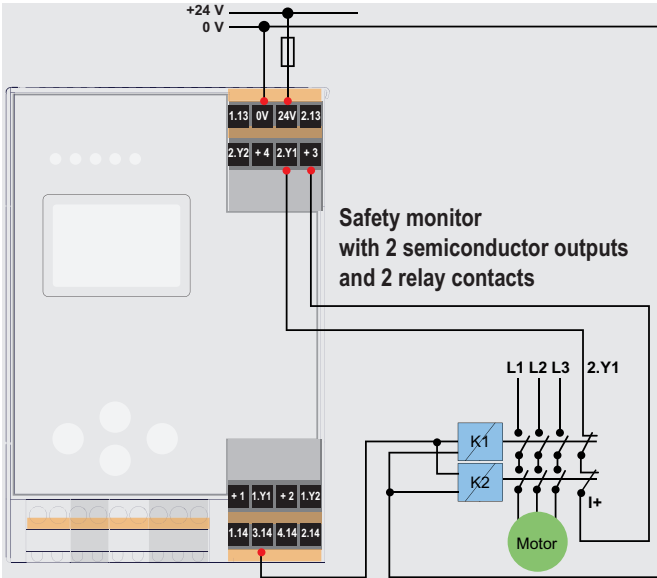 +24 V
0 V
1.13 0V 24V 2.13
2.Y2 + 4 2.Y1 + 3
Safety monitor
with 2 semiconductor outputs
and 2 relay contacts
L1 L2 L3 2.Y1
K1
K2
I+
+ 1 1.Y1 + 2 1.Y2
1.14 3.14 4.14 2.14
Motor